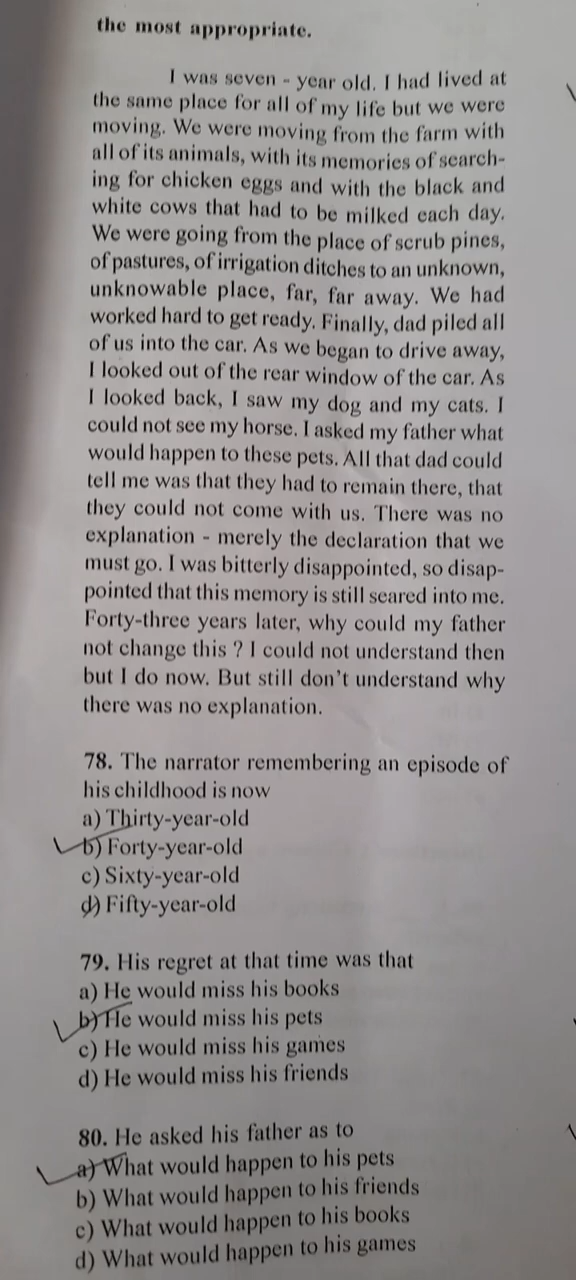 the most appropriate.
I was seven - year old. I had lived at
the same place for all of my life but we were
moving. We were moving from the farm with
all of its animals, with its memories of search-
ing for chicken eggs and with the black and
white cows that had to be milked each day.
We were going from the place of scrub pines,
of pastures, of irrigation ditches to an unknown,
unknowable place, far, far away. We had
worked hard to get ready. Finally, dad piled all
of us into the car. As we began to drive away,
I looked out of the rear window of the car. As
I looked back, I saw my dog and my cats. I
could not see my horse. I asked my father what
would happen to these pets. All that dad could
tell me was that they had to remain there, that
they could not come with us. There was no
explanation - merely the declaration that we
must go. I was bitterly disappointed, so disap-
pointed that this memory is still seared into me.
Forty-three years later, why could my father
not change this ? I could not understand then
but I do now. But still don't understand why
there was no explanation.
78. The narrator remembering an episode of
his childhood is now
a) Thirty-year-old
b) Forty-year-old
c) Sixty-year-old
d) Fifty-year-old
79. His regret at that time was that
a) He would miss his books
b) He would miss his pets
c) He would miss his games
d) He would miss his friends
80. He asked his father as to
a) What would happen to his pets
b) What would happen to his friends
c) What would happen to his books
d) What would happen to his games